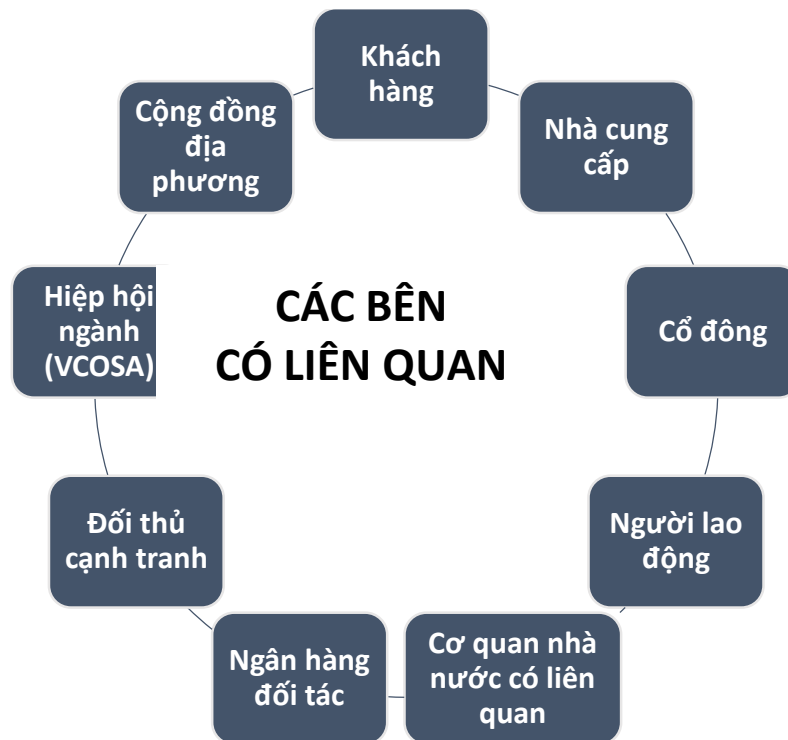 Khách
hàng
Nhà cung
cấp
Cổ đông
Người lao
động
Cơ quan nhà
nước có liên
quan
Ngân hàng
đối tác
Đối thủ
cạnh tranh
Hiệp hội
ngành
(VCOSA)
Cộng đồng
địa
phương
CÁC BÊN
CÓ LIÊN QUAN